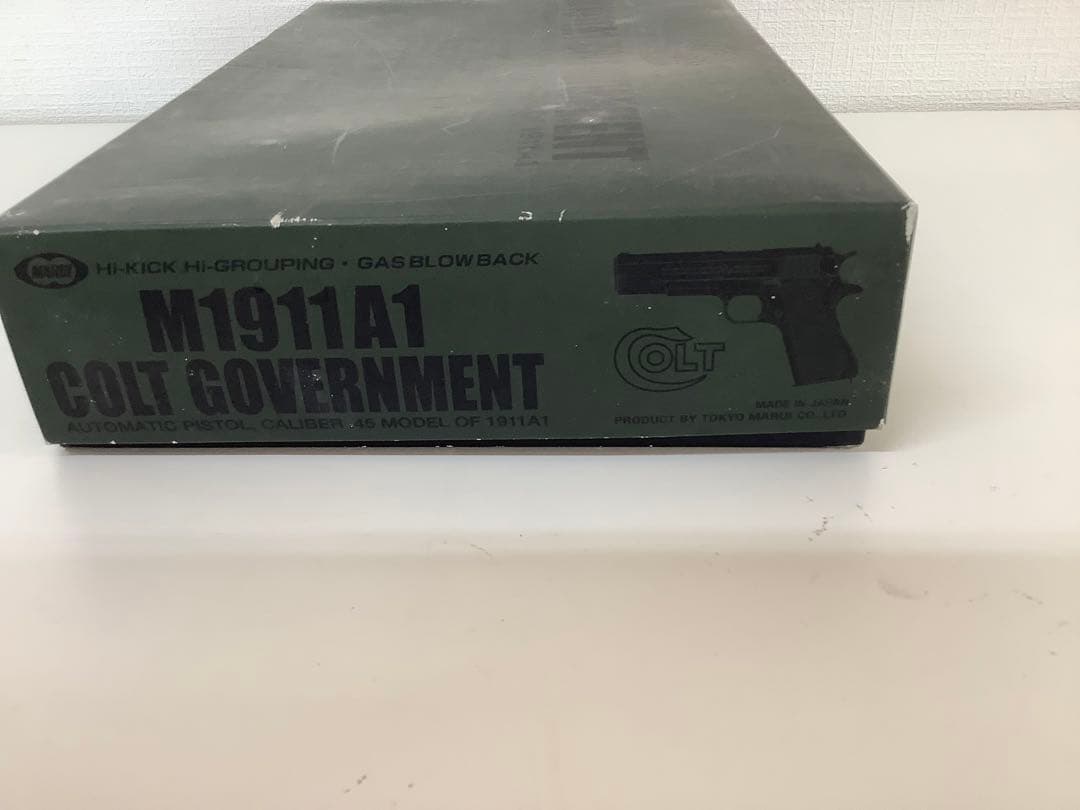 MARUI HI-KICK HI-GROUPING • GAS BLOW BACK
M1911A1
COLT GOVERNMENT
AUTOMATIC PISTOL, CALIBER .45 MODEL OF 1911A1
COLT
MADE IN JAPAN
PRODUCT BY TOKYO MARUI CO., LTD